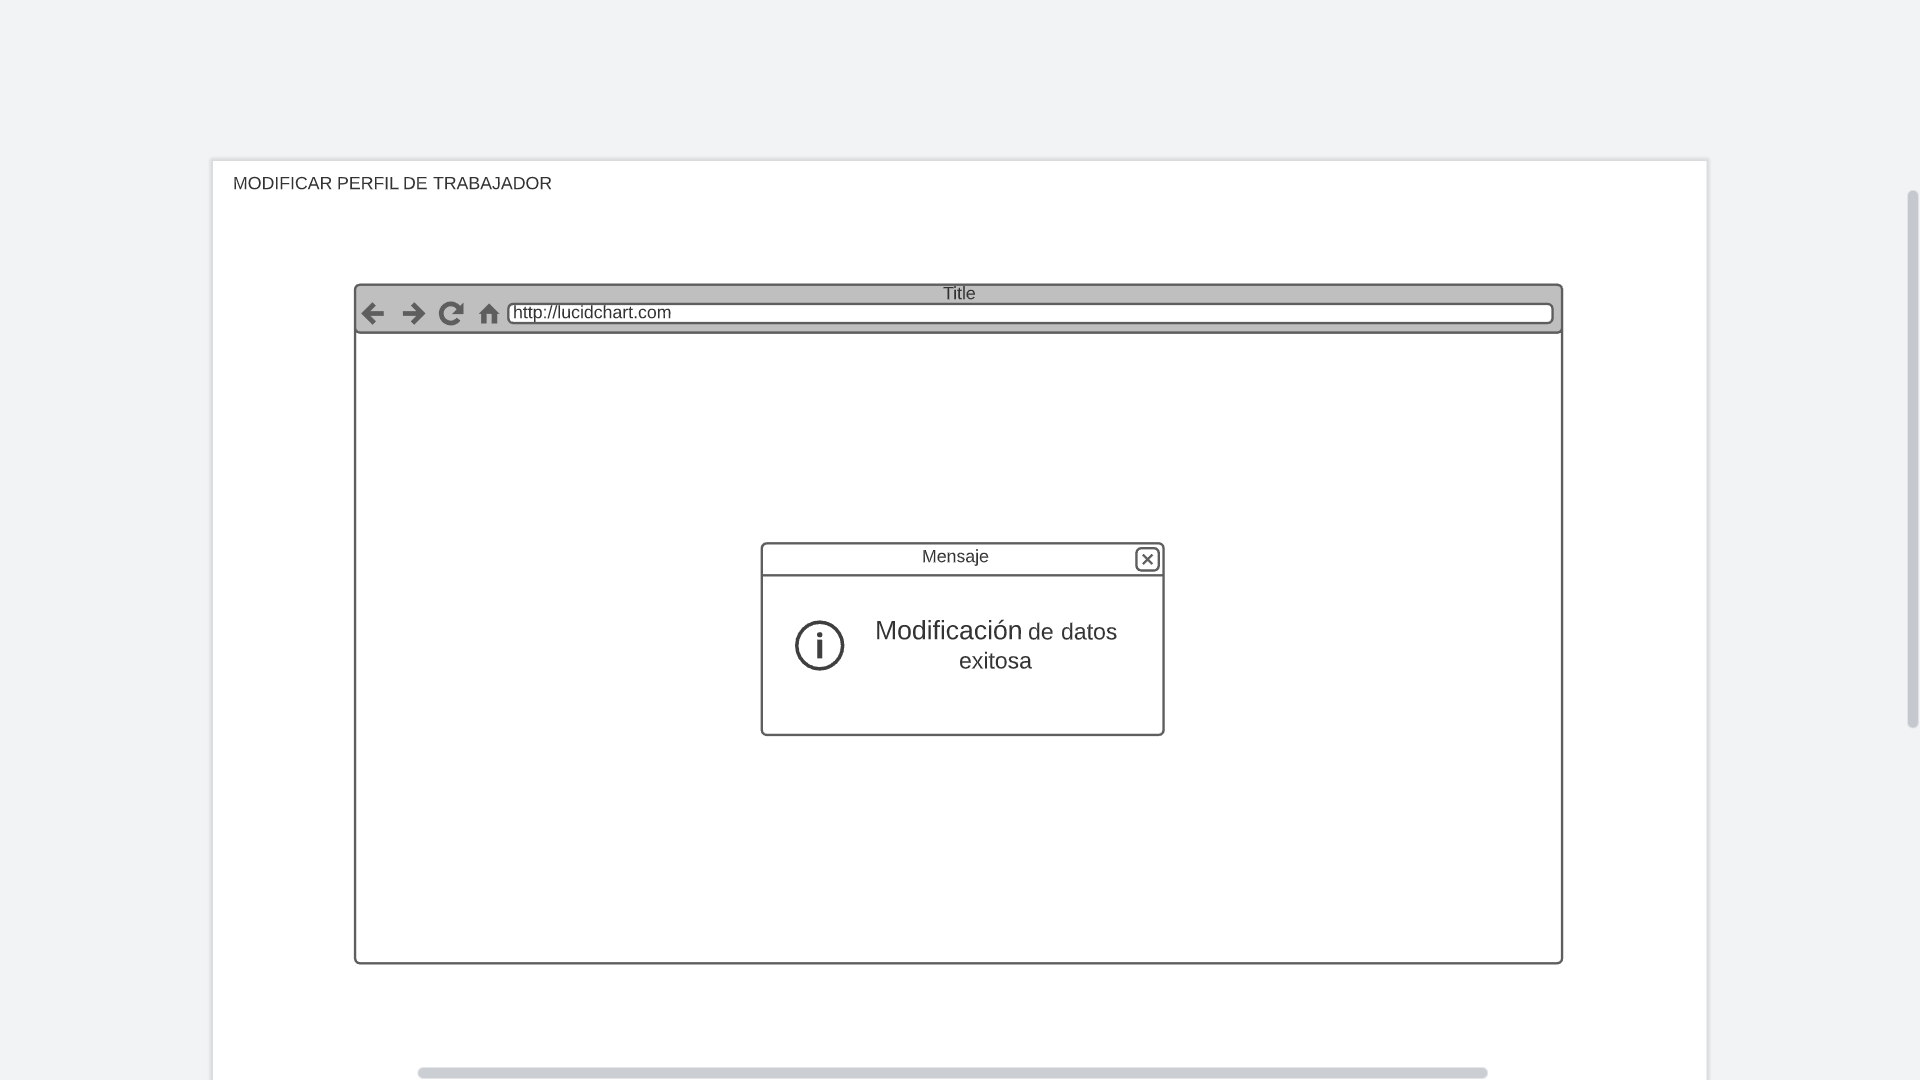 MODIFICAR PERFIL DE TRABAJADOR
Title
http://lucidchart.com
Mensaje
Modificación de datos
exitosa